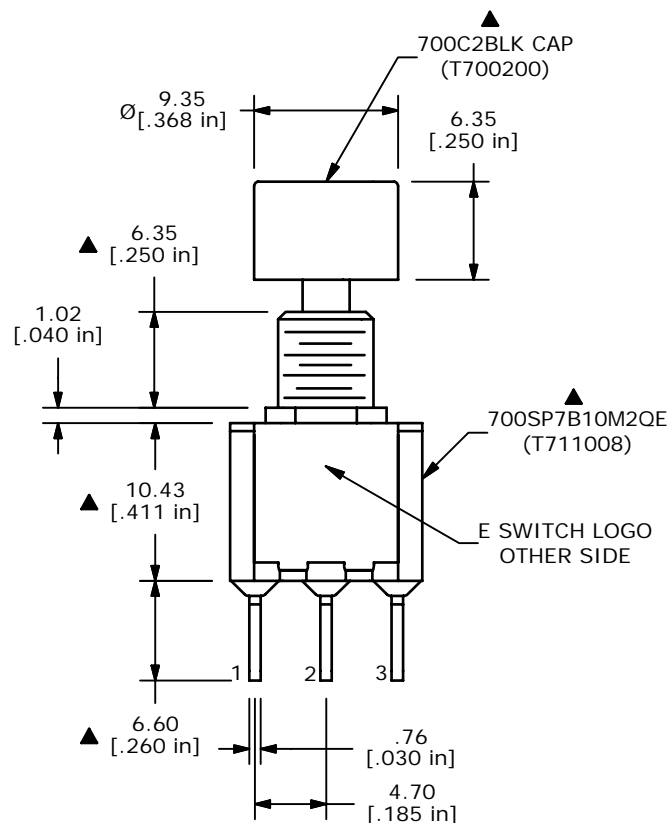 ▲
700C2BLK CAP
(T700200)
Ø 9.35
[.368 in]
6.35
[.250 in]
▲ 6.35
[.250 in]
1.02
[.040 in]
▲
700SP7B10M2QE
(T711008)
▲ 10.43
[.411 in]
E SWITCH LOGO
OTHER SIDE
1 2 3
▲ 6.60
[.260 in]
.76
[.030 in]
4.70
[.185 in]